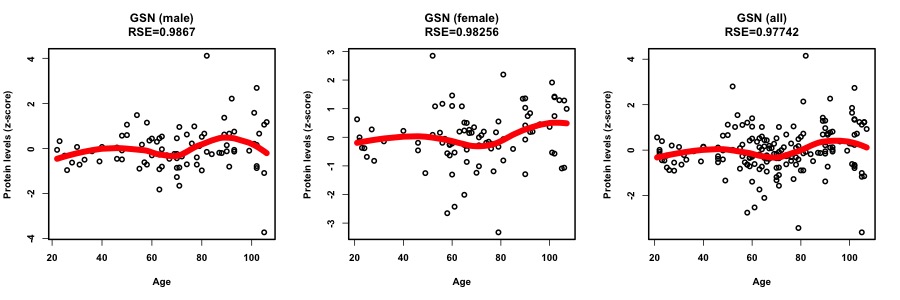 GSN (male)
RSE=0.9867
Protein levels (z-score)
4
2
0
-2
-4
20 40 60 80 100
Age
GSN (female)
RSE=0.98256
Protein levels (z-score)
3
2
1
0
-1
-2
-3
20 40 60 80 100
Age
GSN (all)
RSE=0.97742
Protein levels (z-score)
4
2
0
-2
20 40 60 80 100
Age